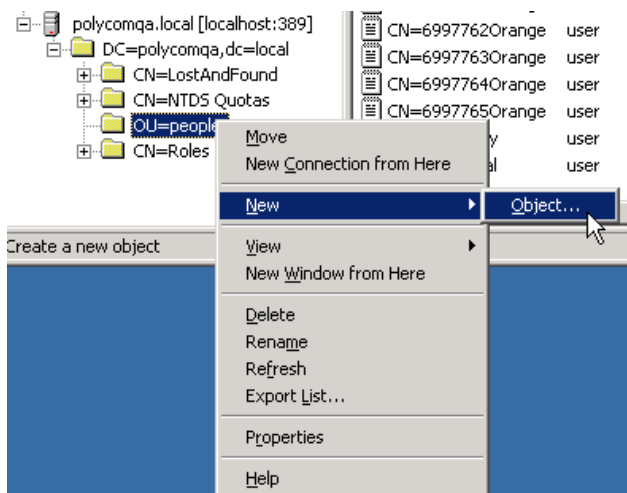 polycomqa.local [localhost:389]
DC=polycomqa,dc=local
CN=LostAndFound
CN=NTDS Quotas
OU=people
CN=Roles
CN=6997762Orange user
CN=6997763Orange user
CN=6997764Orange user
CN=6997765Orange user
y user
al user
Move
New Connection from Here
New
Object...
View
New Window from Here
Delete
Rename
Refresh
Export List...
Properties
Help
Create a new object